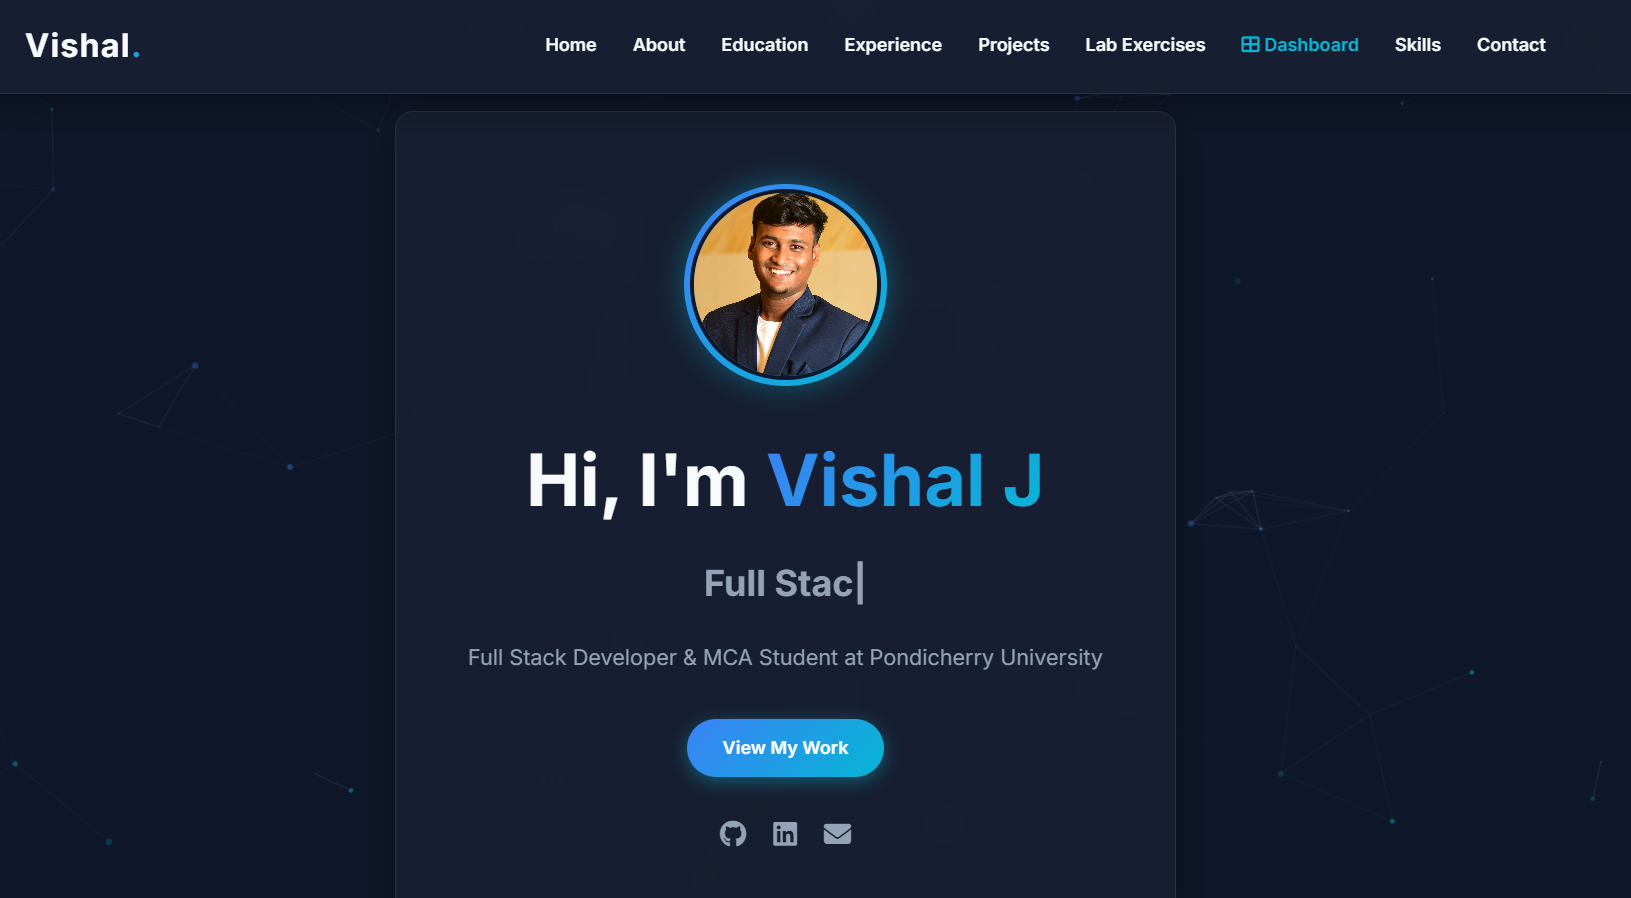 Vishal.
Home About Education Experience Projects Lab Exercises Dashboard Skills Contact
Hi, I'm Vishal J
Full Stac|
Full Stack Developer & MCA Student at Pondicherry University
View My Work
in